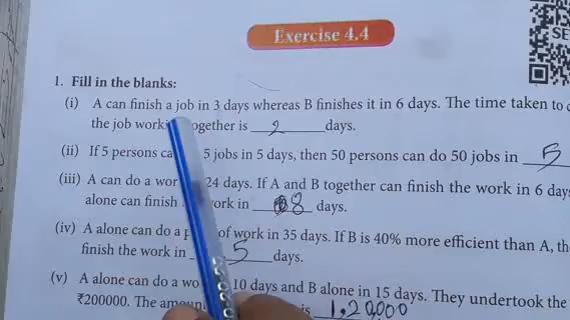 Exercise 4.4
SE
1. Fill in the blanks:
(i) A can finish a job in 3 days whereas B finishes it in 6 days. The time taken to
the job ogether is 2 days.
(ii) If 5 persons ca 5 jobs in 5 days, then 50 persons can do 50 jobs in 5
(iii) A can do a wor 24 days. If A and B together can finish the work in 6 day
alone can finish ork in 8 days.
(iv) A alone can do a p of work in 35 days. If B is 40% more efficient than A, th
finish the work in 5 days.
(v) A alone can do a wo 10 days and B alone in 15 days. They undertook the
₹200000. The amoun is 1,20000